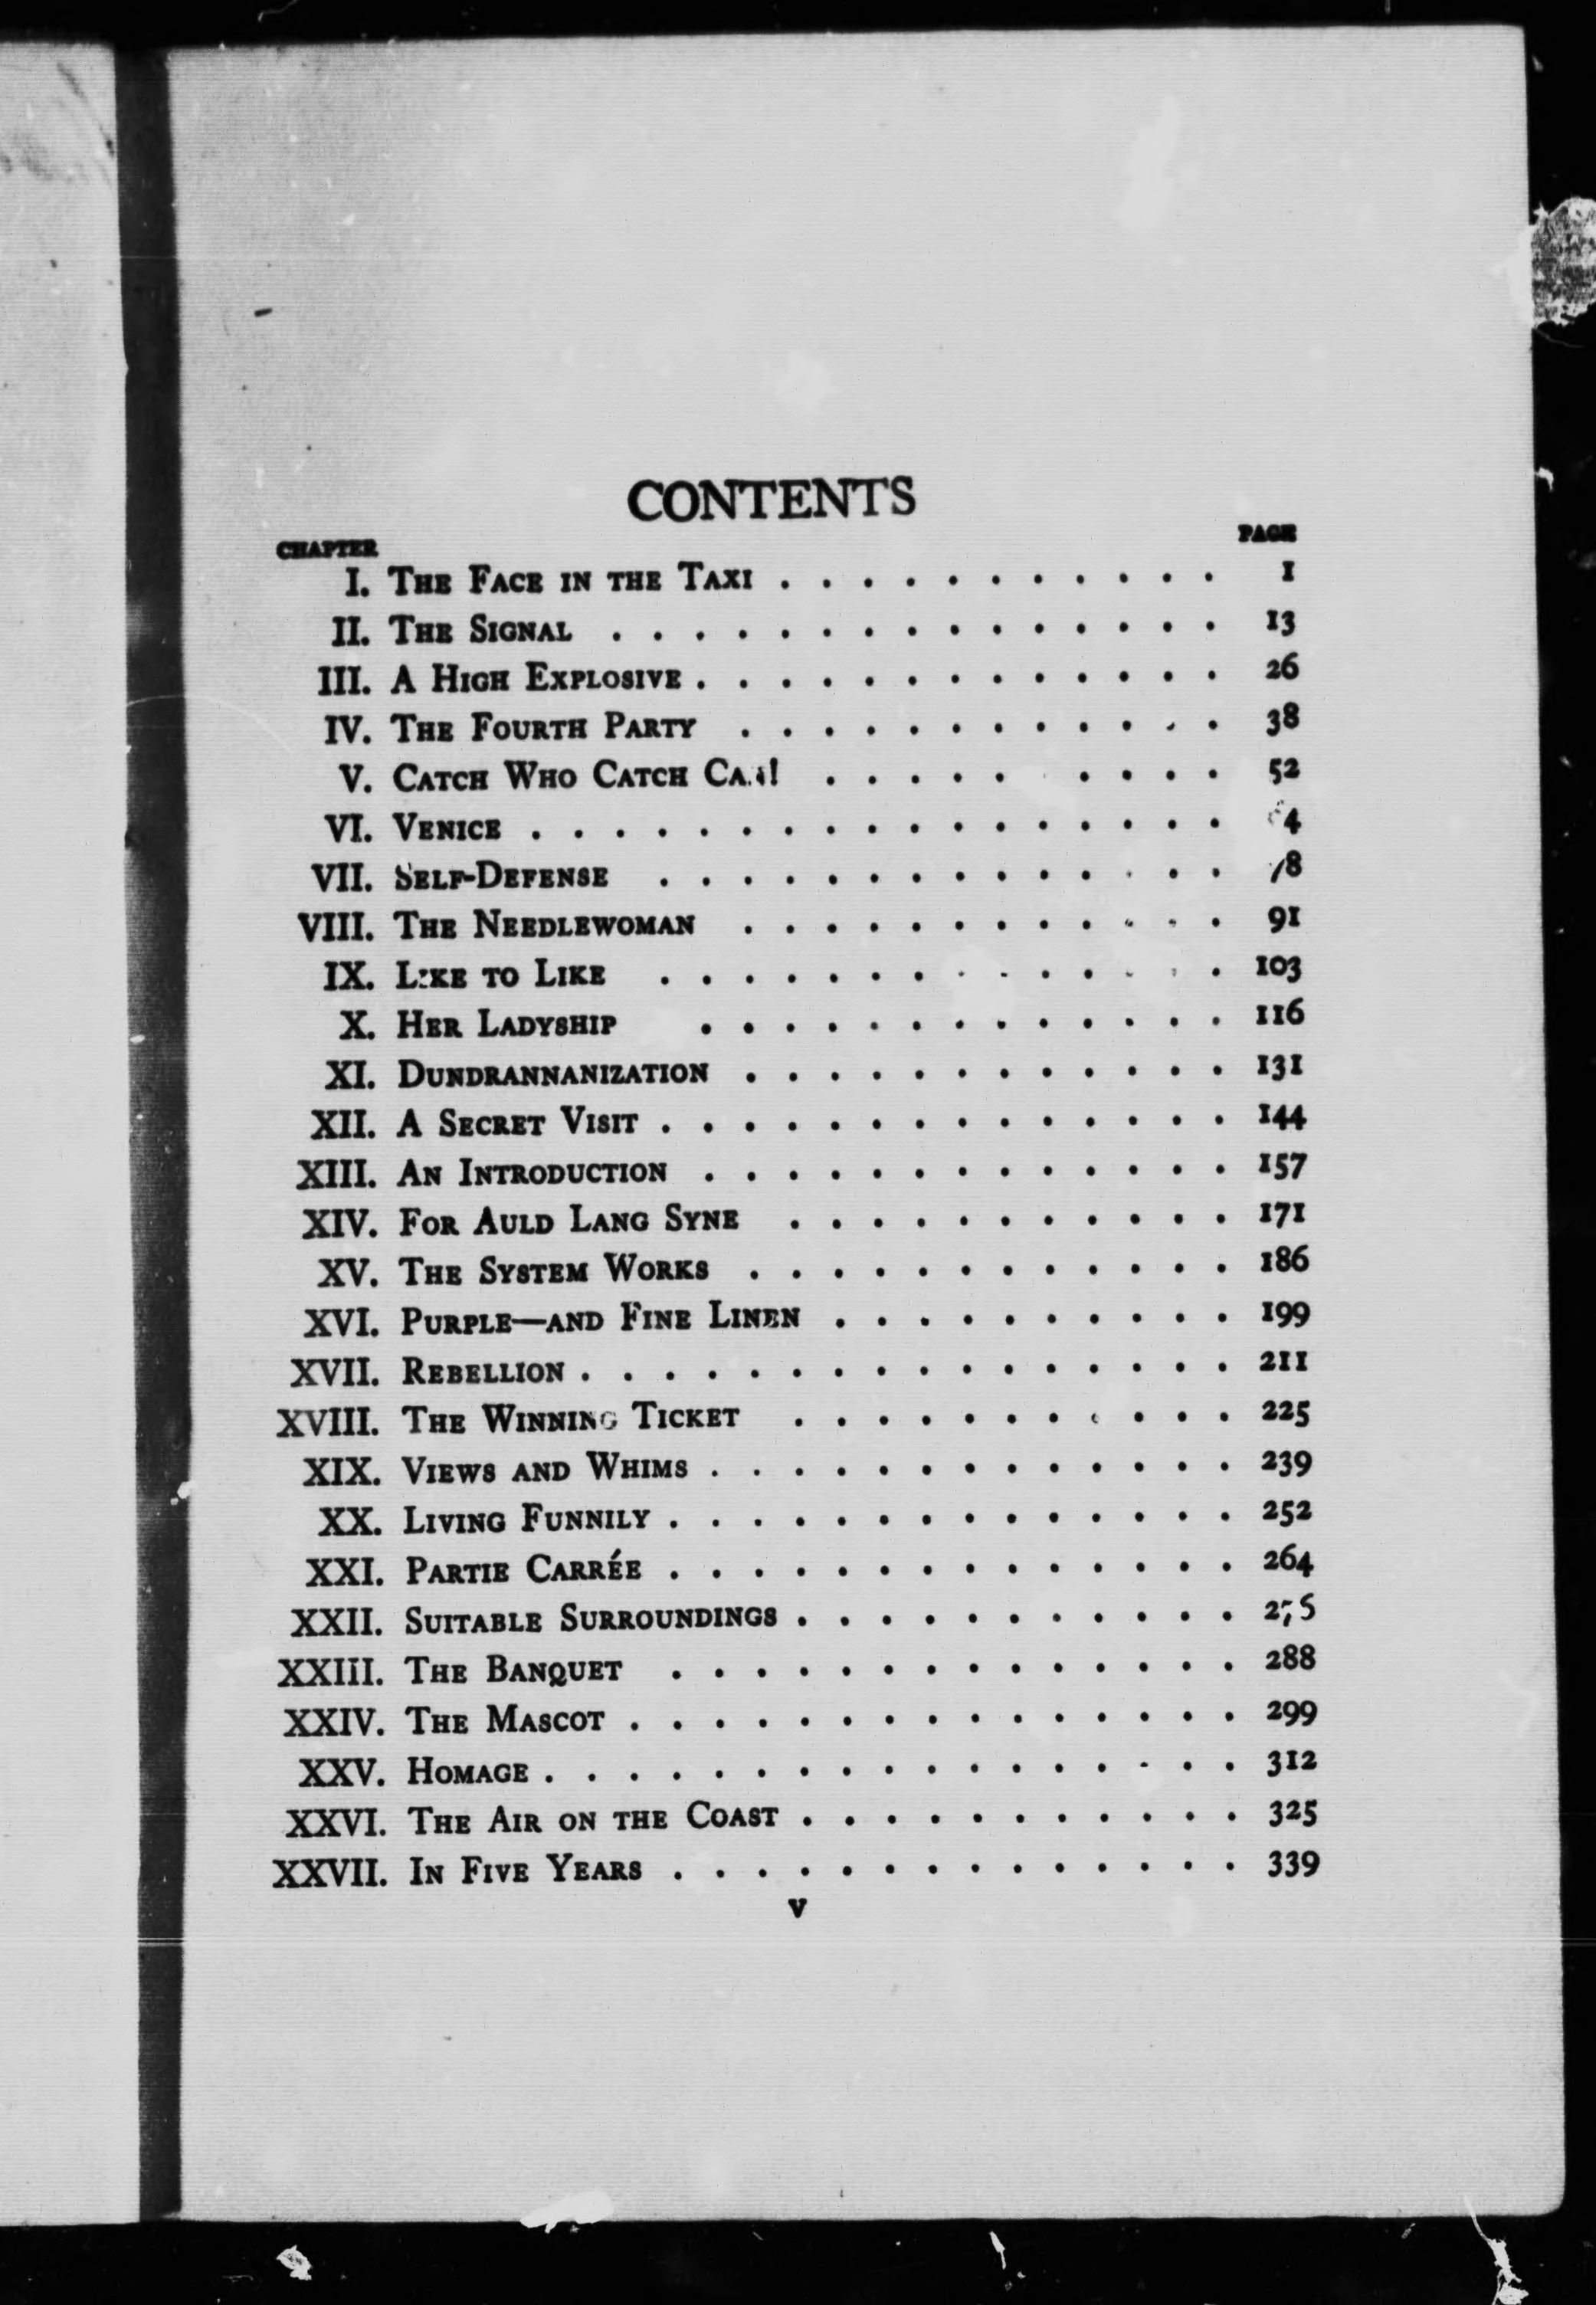 CONTENTS
CHAPTER PAGE
I. THE FACE IN THE TAXI . . . . . . . . . . . 1
II. THE SIGNAL . . . . . . . . . . . . . . . 13
III. A HIGH EXPLOSIVE . . . . . . . . . . . . . 26
IV. THE FOURTH PARTY . . . . . . . . . . . . 38
V. CATCH WHO CATCH CAN! . . . . . . . . . 52
VI. VENICE . . . . . . . . . . . . . . . . .
VII. SELF-DEFENSE . . . . . . . . . . . . . . 78
VIII. THE NEEDLEWOMAN . . . . . . . . . . . . 91
IX. LIKE TO LIKE . . . . . . . . . . . . . . 103
X. HER LADYSHIP . . . . . . . . . . . . . 116
XI. DUNDRANNANIZATION . . . . . . . . . . . . 131
XII. A SECRET VISIT . . . . . . . . . . . . . . 144
XIII. AN INTRODUCTION . . . . . . . . . . . . . 157
XIV. FOR AULD LANG SYNE . . . . . . . . . . . 171
XV. THE SYSTEM WORKS . . . . . . . . . . . . 186
XVI. PURPLE—AND FINE LINEN . . . . . . . . . . 199
XVII. REBELLION . . . . . . . . . . . . . . . . 211
XVIII. THE WINNING TICKET . . . . . . . . . . . 225
XIX. VIEWS AND WHIMS . . . . . . . . . . . . . 239
XX. LIVING FUNNILY . . . . . . . . . . . . . . 252
XXI. PARTIE CARRÉE . . . . . . . . . . . . . . 264
XXII. SUITABLE SURROUNDINGS . . . . . . . . . . .
XXIII. THE BANQUET . . . . . . . . . . . . . . 288
XXIV. THE MASCOT . . . . . . . . . . . . . . . 299
XXV. HOMAGE . . . . . . . . . . . . . . . . . 312
XXVI. THE AIR ON THE COAST . . . . . . . . . . . 325
XXVII. IN FIVE YEARS . . . . . . . . . . . . . . 339
v